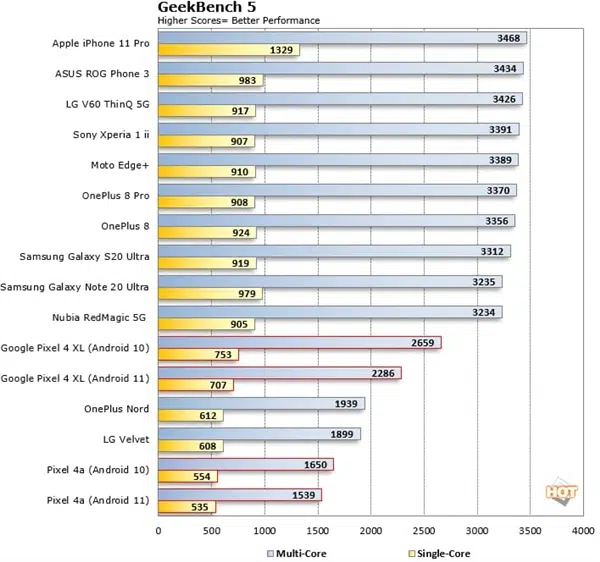 GeekBench 5
Higher Scores= Better Performance
Apple iPhone 11 Pro 3468
1329
ASUS ROG Phone 3 3434
983
LG V60 ThinQ 5G 3426
917
Sony Xperia 1 ii 3391
907
Moto Edge+ 3389
910
OnePlus 8 Pro 3370
908
OnePlus 8 3356
924
Samsung Galaxy S20 Ultra 3312
919
Samsung Galaxy Note 20 Ultra 3235
979
Nubia RedMagic 5G 3234
905
Google Pixel 4 XL (Android 10) 2659
753
Google Pixel 4 XL (Android 11) 2286
707
OnePlus Nord 1939
612
LG Velvet 1899
608
Pixel 4a (Android 10) 1650
554
Pixel 4a (Android 11) 1539
535
HOT
0 500 1000 1500 2000 2500 3000 3500 4000
Multi-Core Single-Core